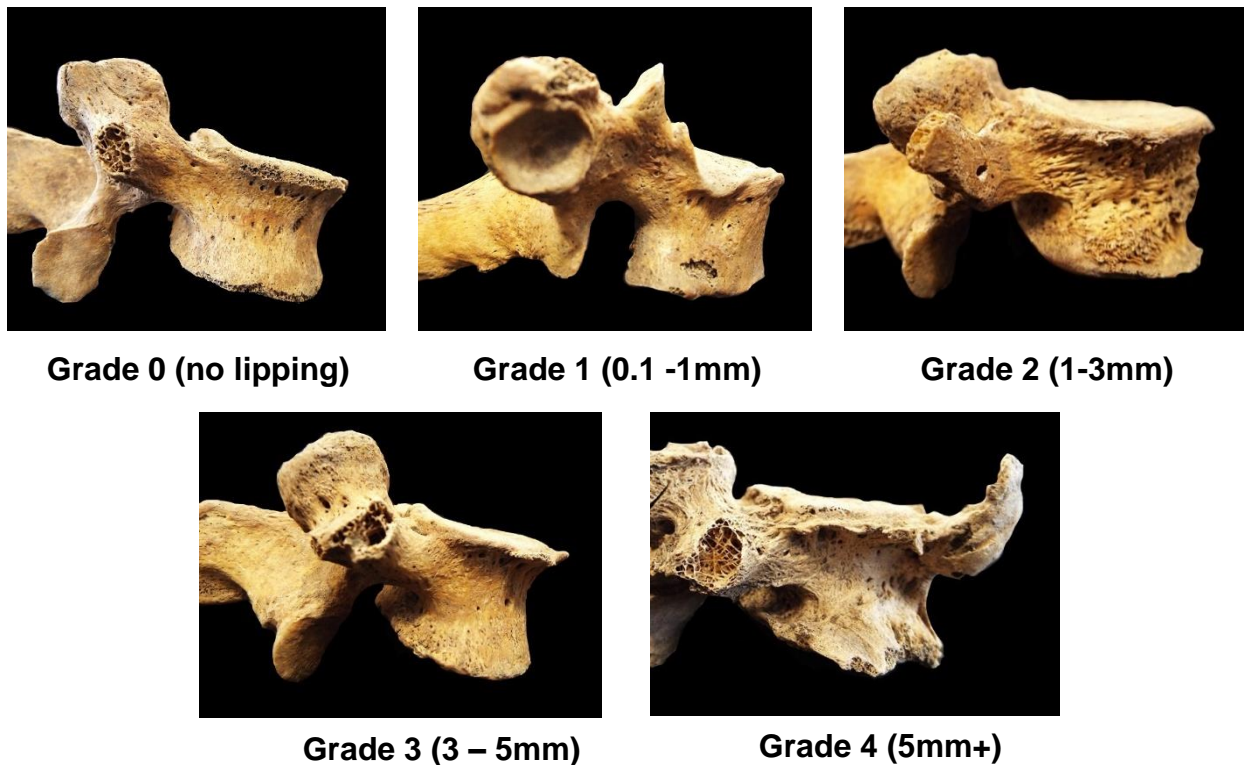 Grade 0 (no lipping)
Grade 1 (0.1 -1mm)
Grade 2 (1-3mm)
Grade 3 (3 – 5mm)
Grade 4 (5mm+)